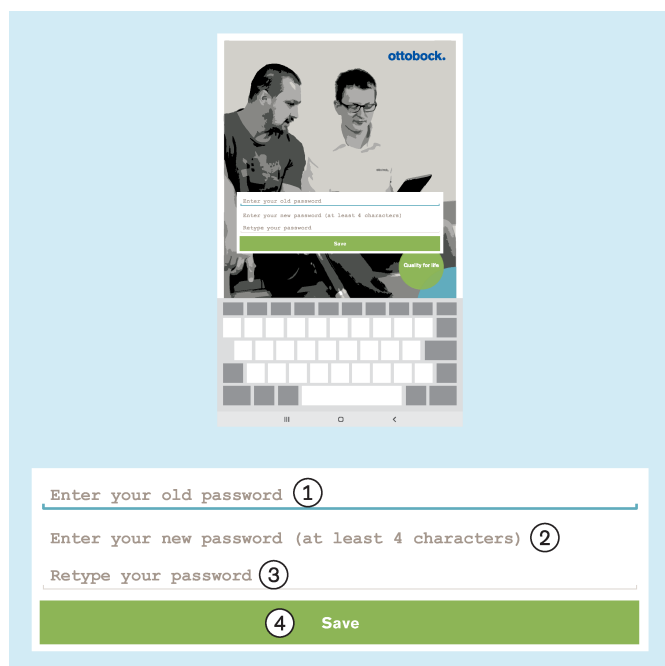 ottobock.
Enter your old password
Enter your new password (at least 4 characters)
Retype your password
Save
Quality for life
Enter your old password 1
Enter your new password (at least 4 characters) 2
Retype your password 3
4 Save